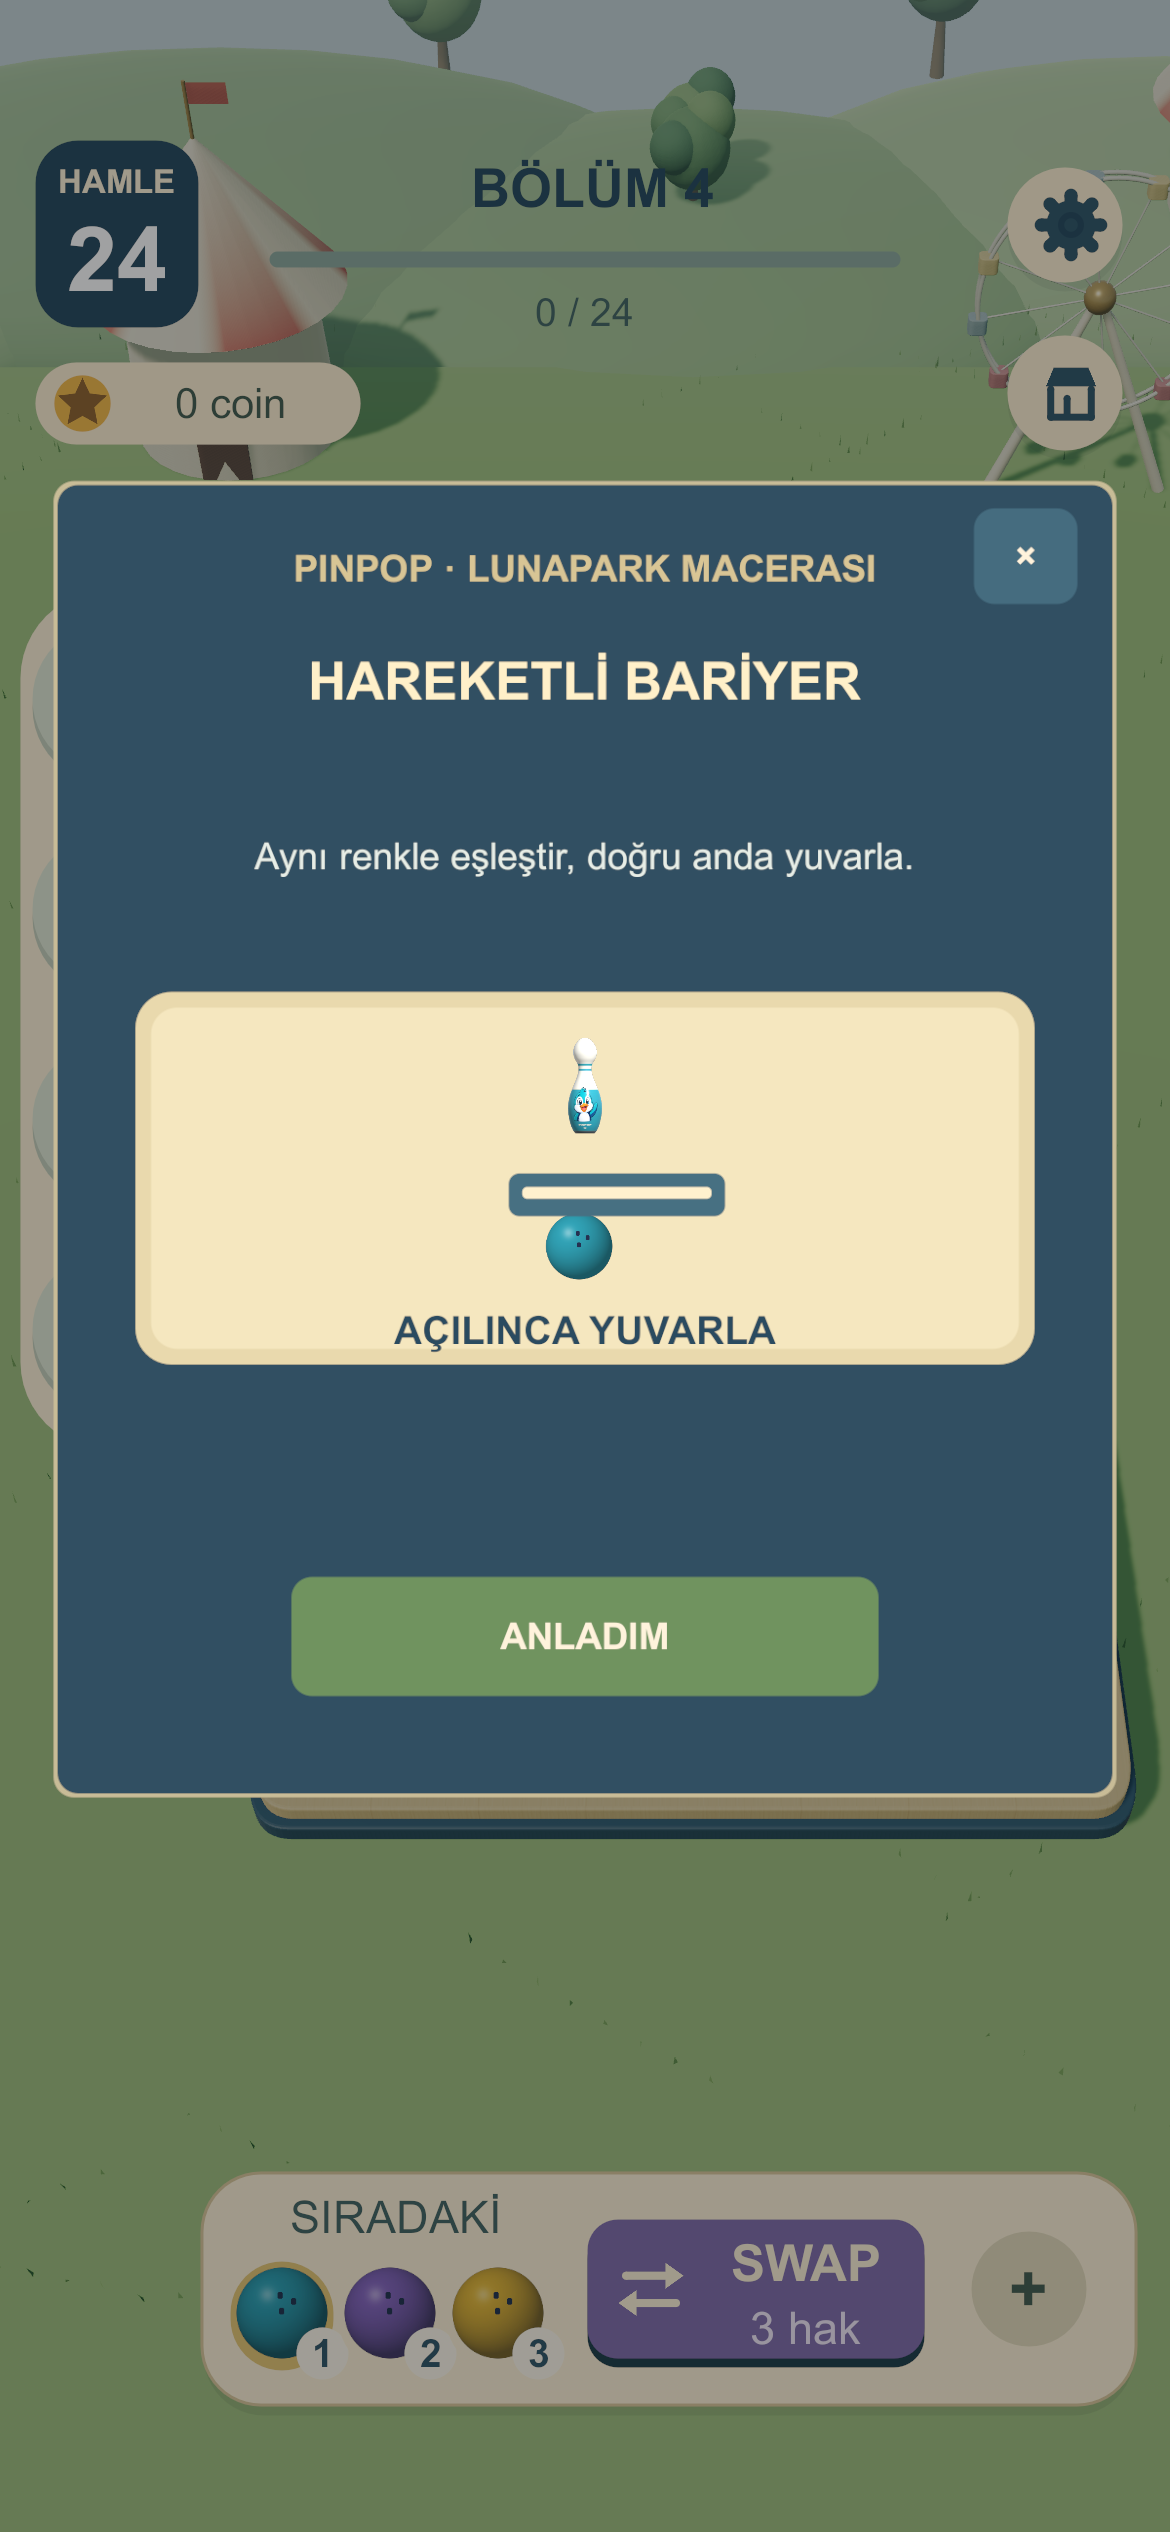 HAMLE
24
BÖLÜM 4
0 / 24
0 coin
PINPOP · LUNAPARK MACERASI
×
HAREKETLİ BARİYER
Aynı renkle eşleştir, doğru anda yuvarla.
AÇILINCA YUVARLA
ANLADIM
SIRADAKİ
1
2
3
SWAP
3 hak
+